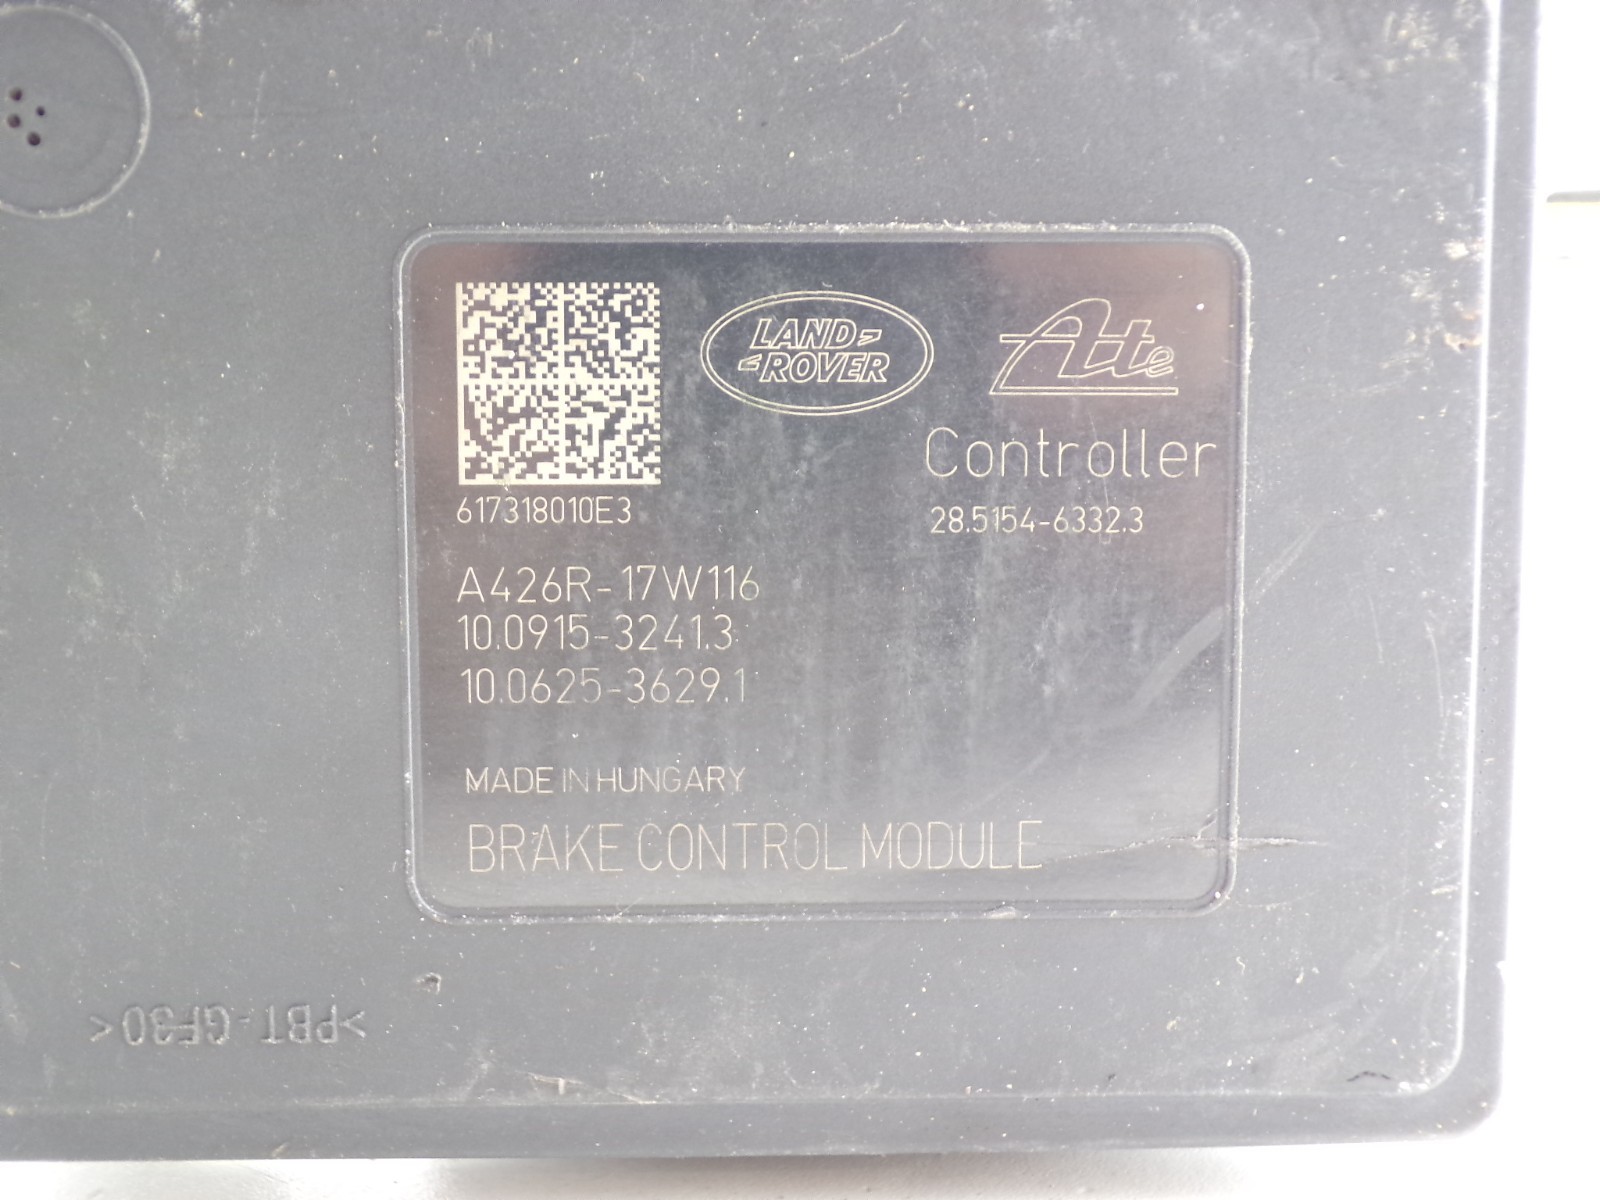 LAND
ROVER
Ate
Controller
617318010E3
28.5154-6332.3
A426R-17W116
10.0915-3241.3
10.0625-3629.1
MADE IN HUNGARY
BRAKE CONTROL MODULE
>PBT-GF30<